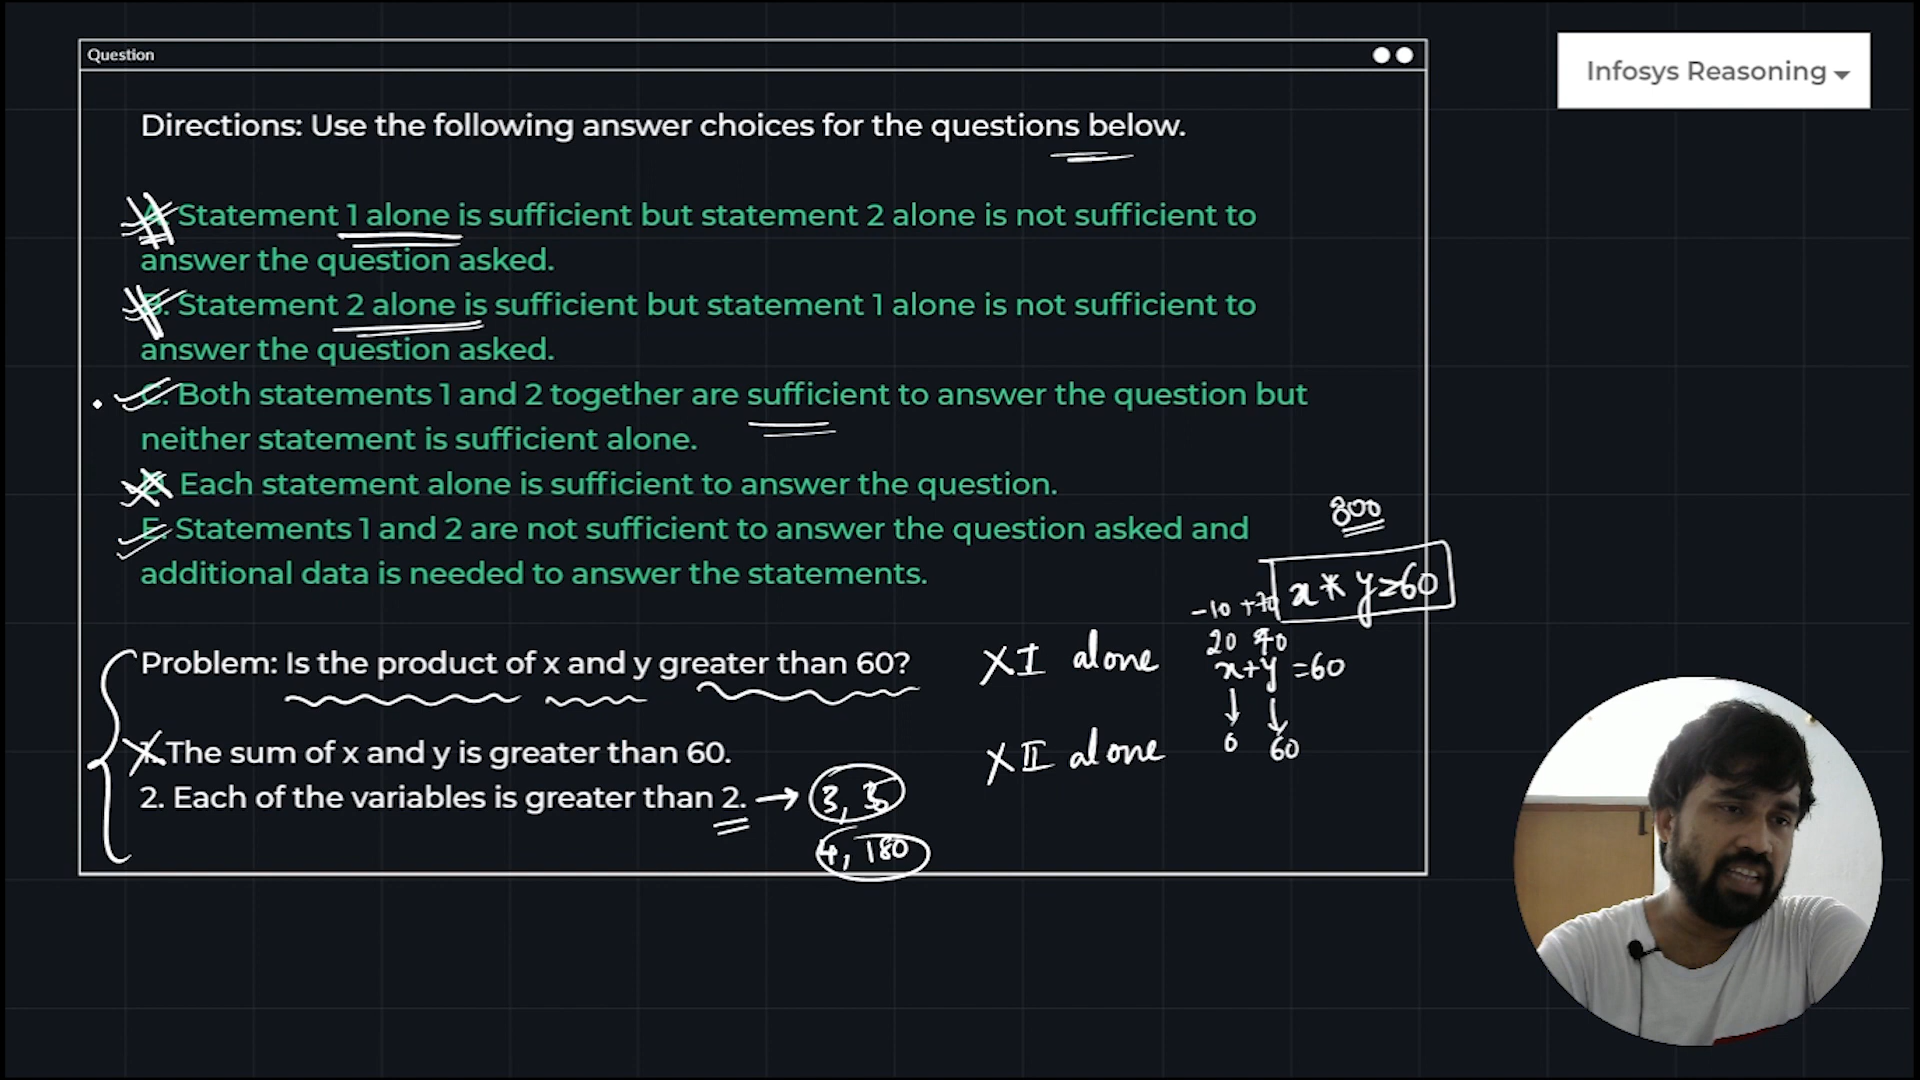 Question
Infosys Reasoning
Directions: Use the following answer choices for the questions below.
A. Statement 1 alone is sufficient but statement 2 alone is not sufficient to
answer the question asked.
B. Statement 2 alone is sufficient but statement 1 alone is not sufficient to
answer the question asked.
C. Both statements 1 and 2 together are sufficient to answer the question but
neither statement is sufficient alone.
D. Each statement alone is sufficient to answer the question.
E. Statements 1 and 2 are not sufficient to answer the question asked and
additional data is needed to answer the statements.
800
x * y > 60
-10 +70
20 40
x+y =60
0 60
Problem: Is the product of x and y greater than 60?
X I alone
1. The sum of x and y is greater than 60.
X II alone
2. Each of the variables is greater than 2. → 3, 5
4, 180